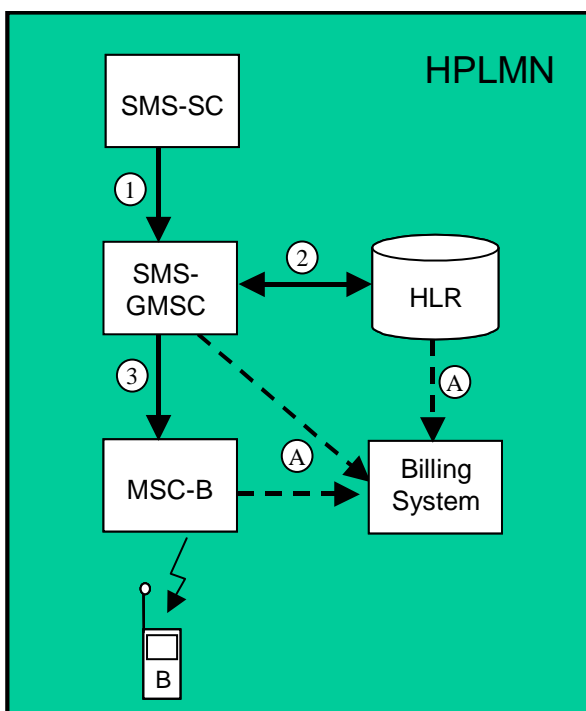 HPLMN
SMS-SC
1
SMS-
GMSC
2
HLR
3
A
A
MSC-B
Billing
System
B